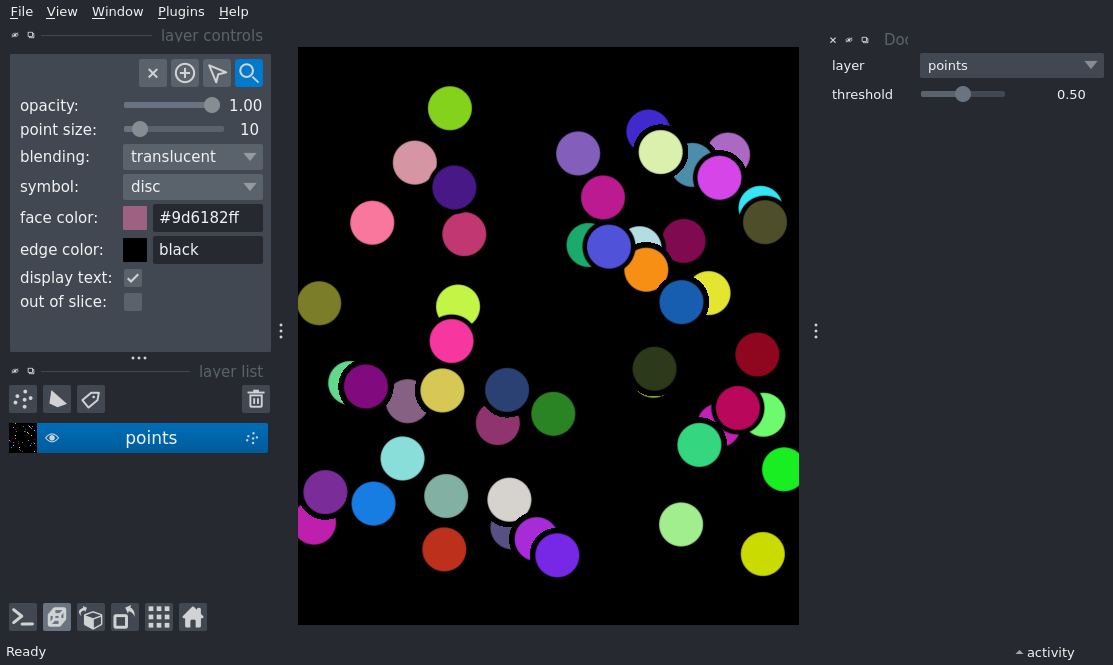 File View Window Plugins Help
layer controls
opacity: 1.00
point size: 10
blending: translucent
symbol: disc
face color: #9d6182ff
edge color: black
display text:
out of slice:
layer list
points
Ready
layer points
threshold 0.50
activity